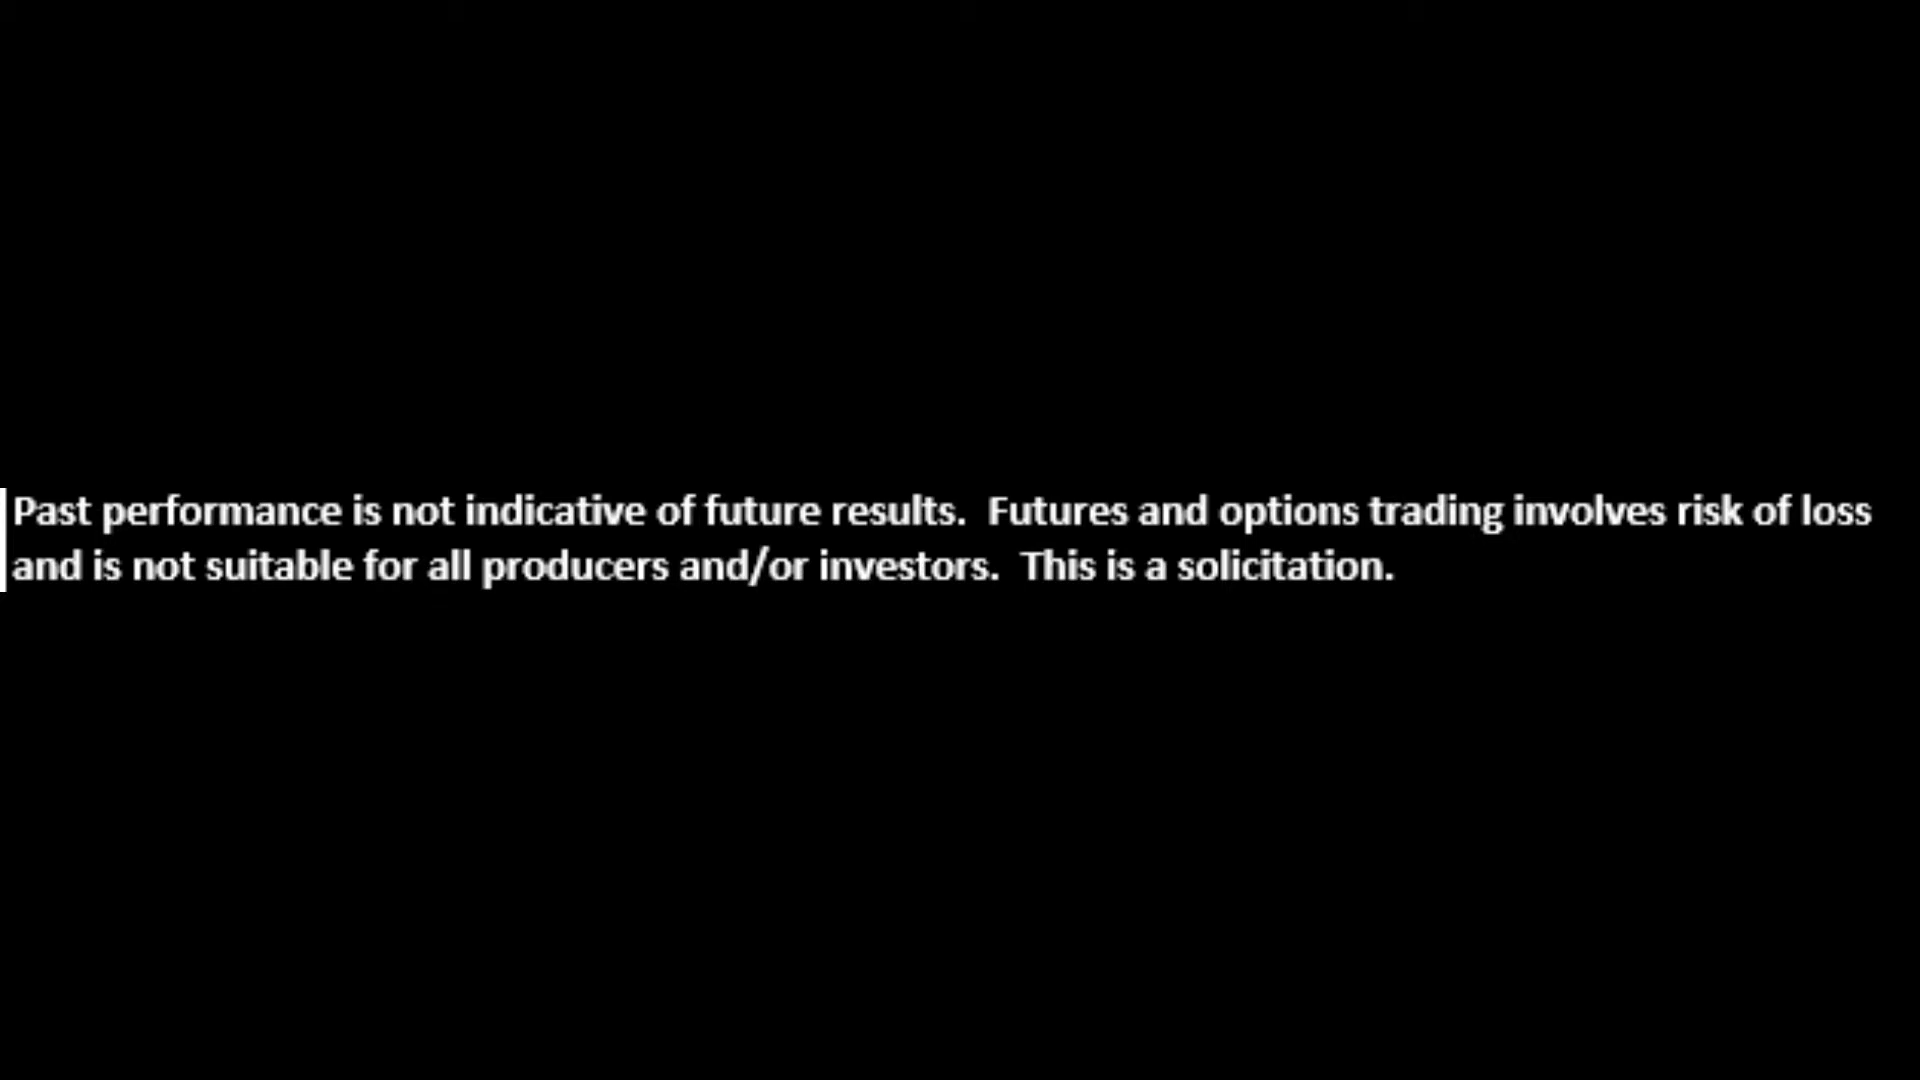 Past performance is not indicative of future results.  Futures and options trading involves risk of loss
and is not suitable for all producers and/or investors.  This is a solicitation.